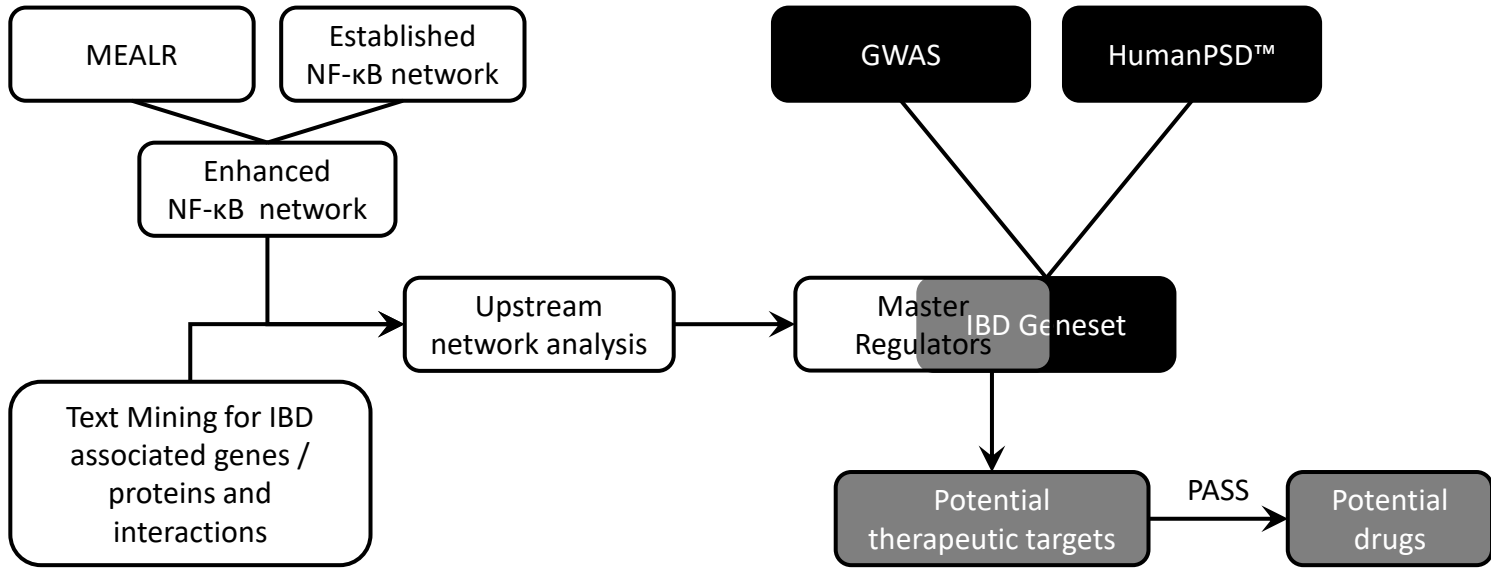 MEALR
Established
NF-κB network
GWAS
HumanPSD™
Enhanced
NF-κB  network
Upstream
network analysis
Master
Regulators
IBD Geneset
Text Mining for IBD
associated genes /
proteins and
interactions
Potential
therapeutic targets
PASS
Potential
drugs